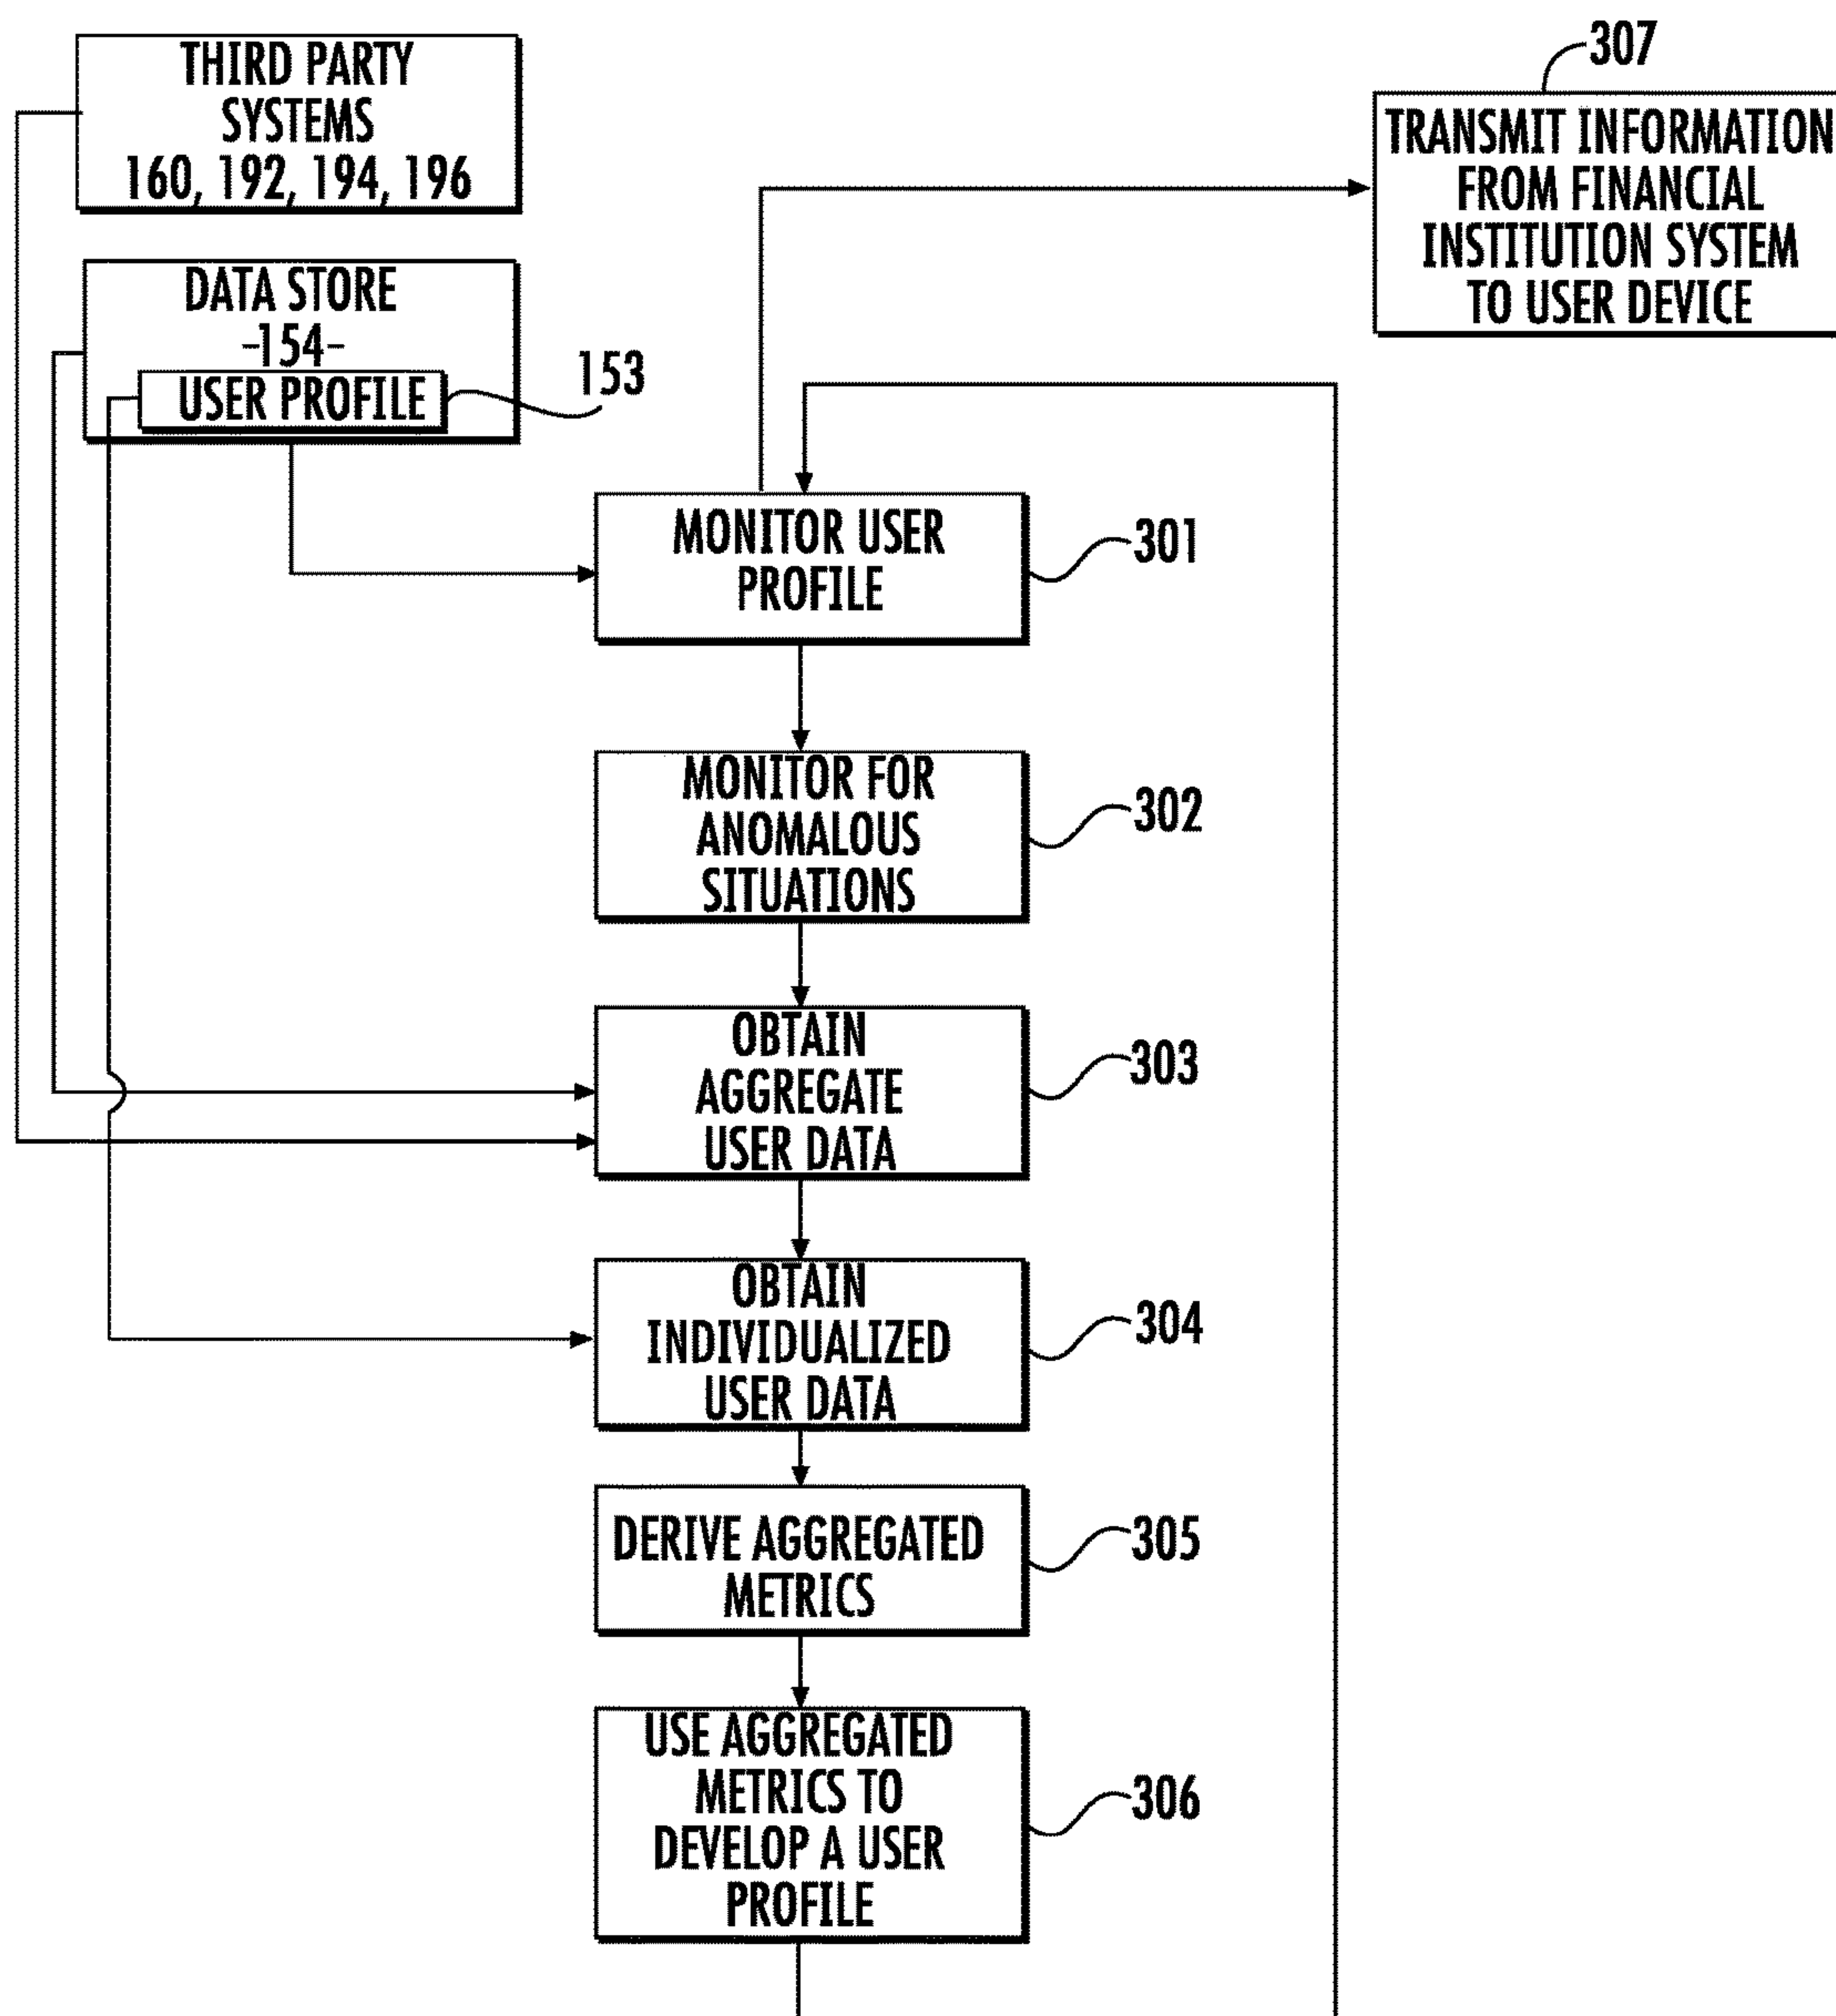 THIRD PARTY
SYSTEMS
160, 192, 194, 196
DATA STORE
-154-
USER PROFILE
153
307
TRANSMIT INFORMATION
FROM FINANCIAL
INSTITUTION SYSTEM
TO USER DEVICE
MONITOR USER
PROFILE
301
MONITOR FOR
ANOMALOUS
SITUATIONS
302
OBTAIN
AGGREGATE
USER DATA
303
OBTAIN
INDIVIDUALIZED
USER DATA
304
DERIVE AGGREGATED
METRICS
305
USE AGGREGATED
METRICS TO
DEVELOP A USER
PROFILE
306